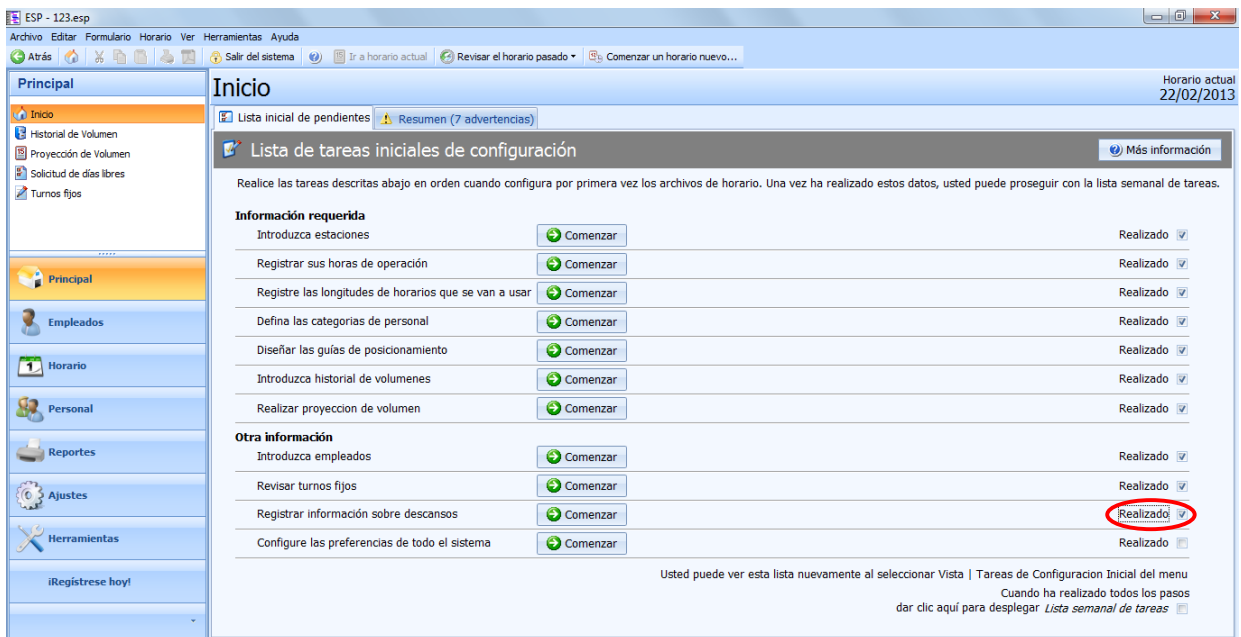 ESP - 123.esp
Archivo Editar Formulario Horario Ver Herramientas Ayuda
Atrás Salir del sistema Ir a horario actual Revisar el horario pasado Comenzar un horario nuevo...
Principal
Inicio
Historial de Volumen
Proyección de Volumen
Solicitud de días libres
Turnos fijos
Principal
Empleados
Horario
Personal
Reportes
Ajustes
Herramientas
¡Regístrese hoy!
Inicio
Horario actual
22/02/2013
Lista inicial de pendientes Resumen (7 advertencias)
Lista de tareas iniciales de configuración Más información
Realice las tareas descritas abajo en orden cuando configura por primera vez los archivos de horario. Una vez ha realizado estos datos, usted puede proseguir con la lista semanal de tareas.
Información requerida
Introduzca estaciones Comenzar Realizado
Registrar sus horas de operación Comenzar Realizado
Registre las longitudes de horarios que se van a usar Comenzar Realizado
Defina las categorias de personal Comenzar Realizado
Diseñar las guías de posicionamiento Comenzar Realizado
Introduzca historial de volumenes Comenzar Realizado
Realizar proyeccion de volumen Comenzar Realizado
Otra información
Introduzca empleados Comenzar Realizado
Revisar turnos fijos Comenzar Realizado
Registrar información sobre descansos Comenzar Realizado
Configure las preferencias de todo el sistema Comenzar Realizado
Usted puede ver esta lista nuevamente al seleccionar Vista | Tareas de Configuracion Inicial del menu
Cuando ha realizado todos los pasos
dar clic aquí para desplegar Lista semanal de tareas